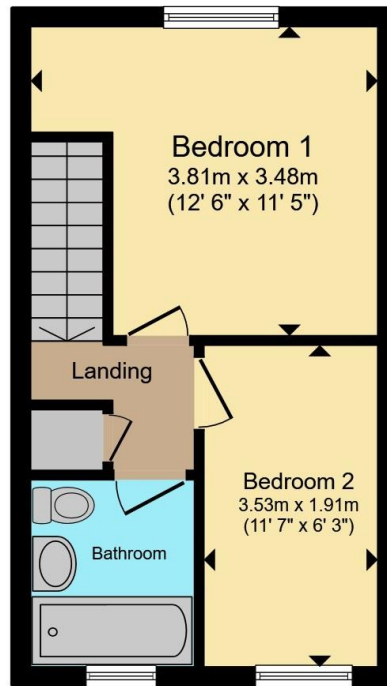 Bedroom 1
3.81m x 3.48m
(12' 6" x 11' 5")
Landing
Bedroom 2
3.53m x 1.91m
(11' 7" x 6' 3")
Bathroom